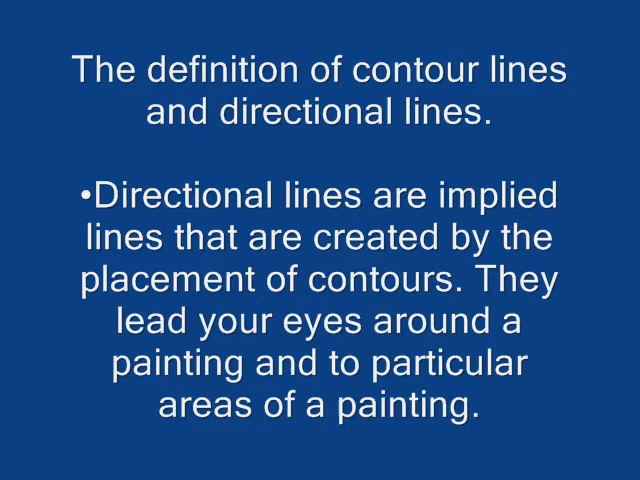 The definition of contour lines
and directional lines.
•Directional lines are implied
lines that are created by the
placement of contours. They
lead your eyes around a
painting and to particular
areas of a painting.